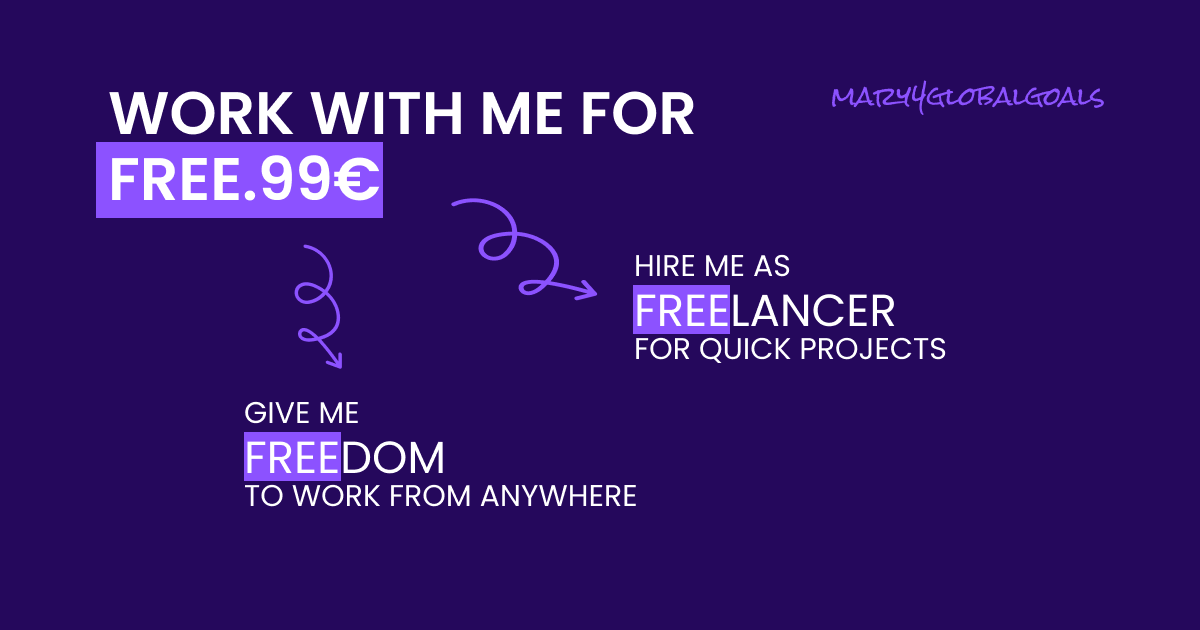 WORK WITH ME FOR
FREE.99€
mary4globalgoals
HIRE ME AS
FREELANCER
FOR QUICK PROJECTS
GIVE ME
FREEDOM
TO WORK FROM ANYWHERE